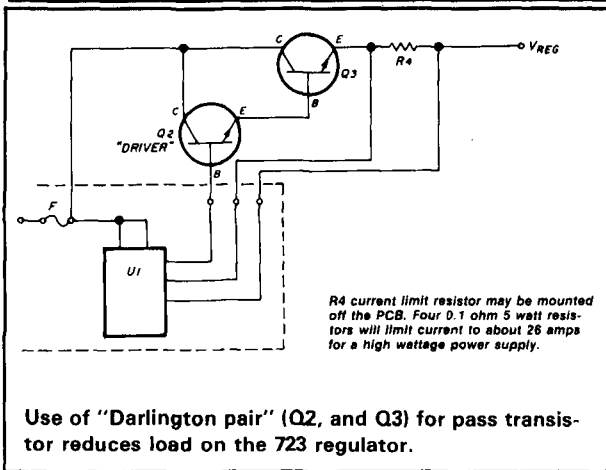 C E
Q3
R4
VREG
B
C E
Q2
"DRIVER"
B
F
U1
R4 current limit resistor may be mounted
off the PCB. Four 0.1 ohm 5 watt resis-
tors will limit current to about 26 amps
for a high wattage power supply.
Use of "Darlington pair" (Q2, and Q3) for pass transis-
tor reduces load on the 723 regulator.